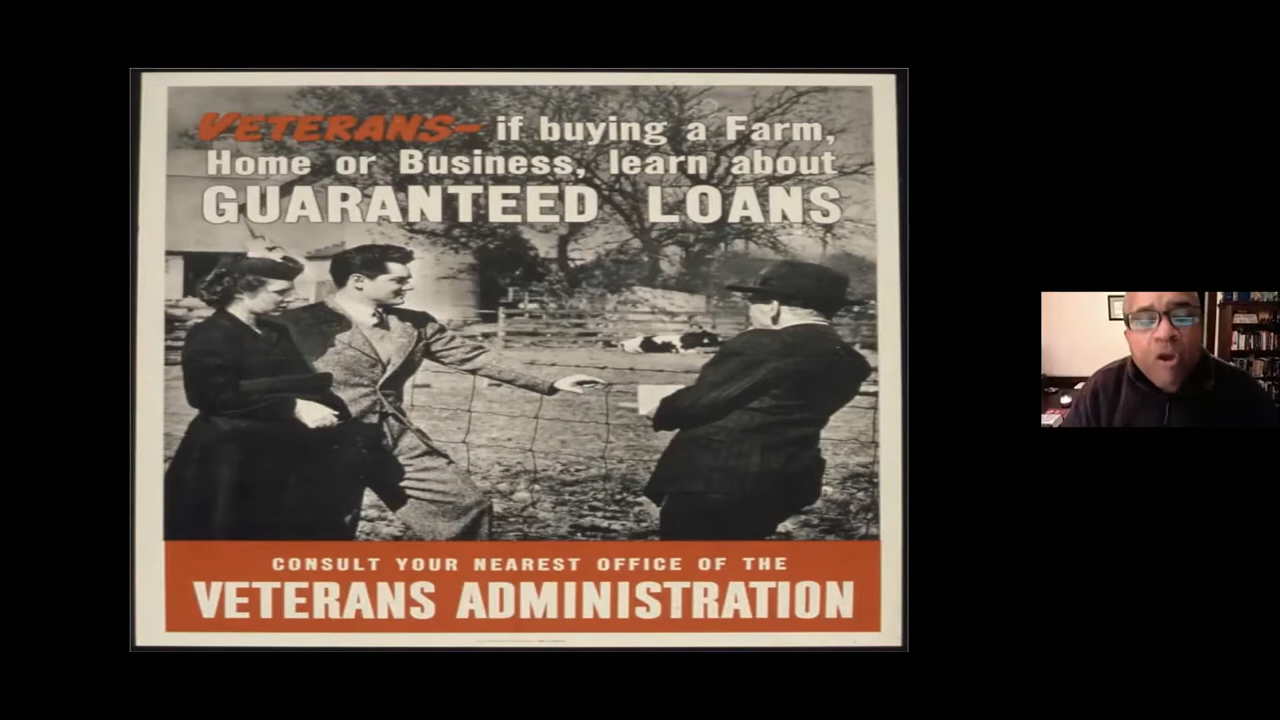 VETERANS- if buying a Farm,
Home or Business, learn about
GUARANTEED LOANS
CONSULT YOUR NEAREST OFFICE OF THE
VETERANS ADMINISTRATION